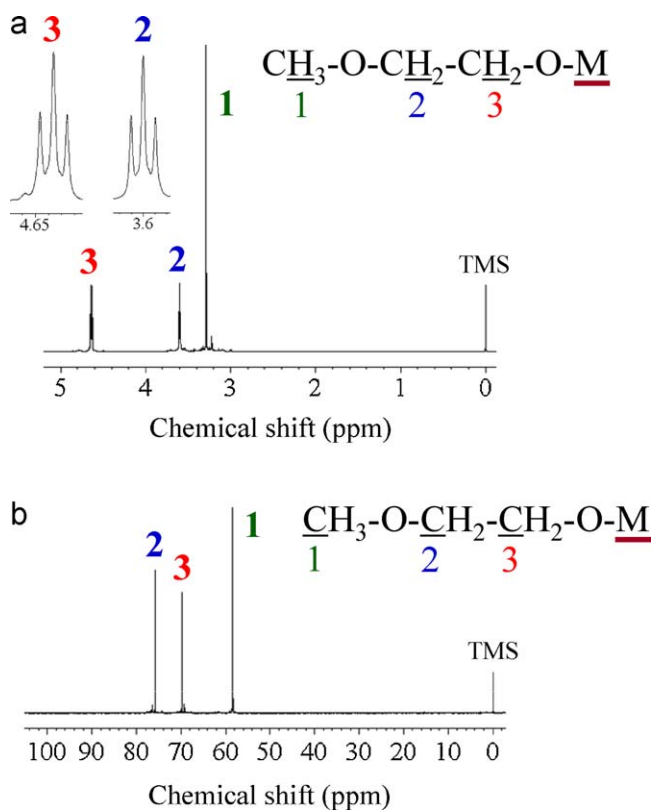 a
3 2
CH3-O-CH2-CH2-O-M
1 2 3
1
4.65 3.6
3 2
TMS
5 4 3 2 1 0
Chemical shift (ppm)
b
CH3-O-CH2-CH2-O-M
1 2 3
1
2
3
TMS
100 90 80 70 60 50 40 30 20 10 0
Chemical shift (ppm)